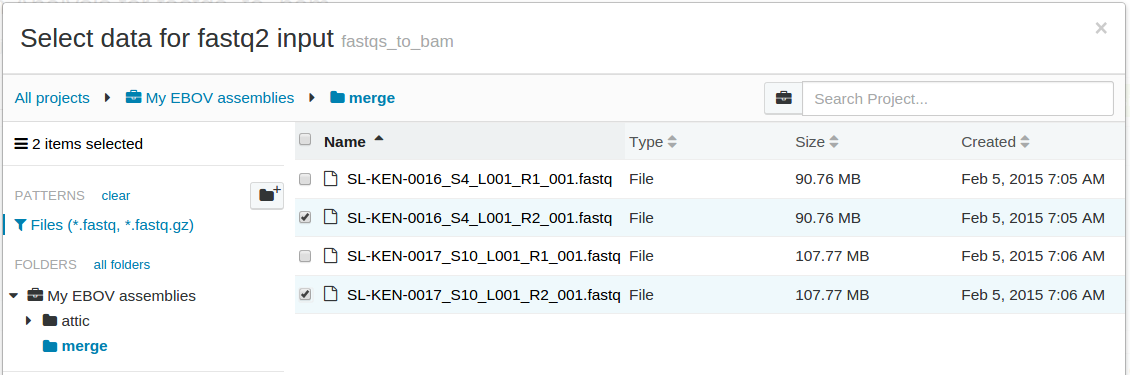 Select data for fastq2 input fastqs_to_bam ×
All projects My EBOV assemblies merge Search Project...
2 items selected
Name Type Size Created
PATTERNS clear
Files (*.fastq, *.fastq.gz)
FOLDERS all folders
My EBOV assemblies
attic
merge
SL-KEN-0016_S4_L001_R1_001.fastq File 90.76 MB Feb 5, 2015 7:05 AM
SL-KEN-0016_S4_L001_R2_001.fastq File 90.76 MB Feb 5, 2015 7:05 AM
SL-KEN-0017_S10_L001_R1_001.fastq File 107.77 MB Feb 5, 2015 7:06 AM
SL-KEN-0017_S10_L001_R2_001.fastq File 107.77 MB Feb 5, 2015 7:06 AM